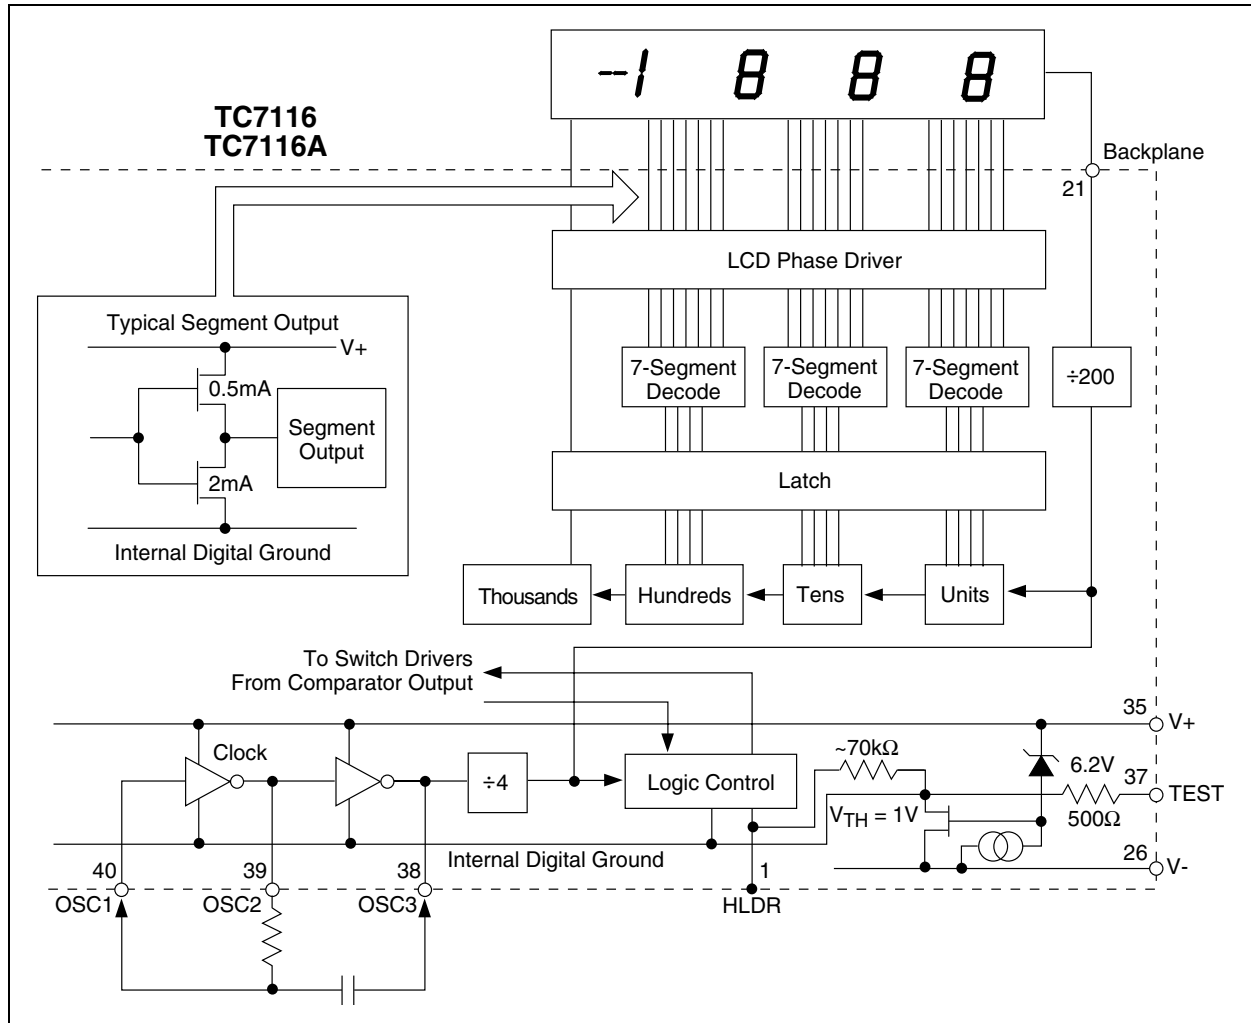 -1 8 8 8
TC7116
TC7116A
Backplane
21
LCD Phase Driver
Typical Segment Output
V+
0.5mA
Segment
Output
2mA
Internal Digital Ground
7-Segment
Decode
7-Segment
Decode
7-Segment
Decode
÷200
Latch
Thousands
Hundreds
Tens
Units
To Switch Drivers
From Comparator Output
35
V+
Clock
~70kΩ
6.2V
37
÷4
Logic Control
TEST
VTH = 1V
500Ω
Internal Digital Ground
26
V-
40
39
38
1
OSC1
OSC2
OSC3
HLDR